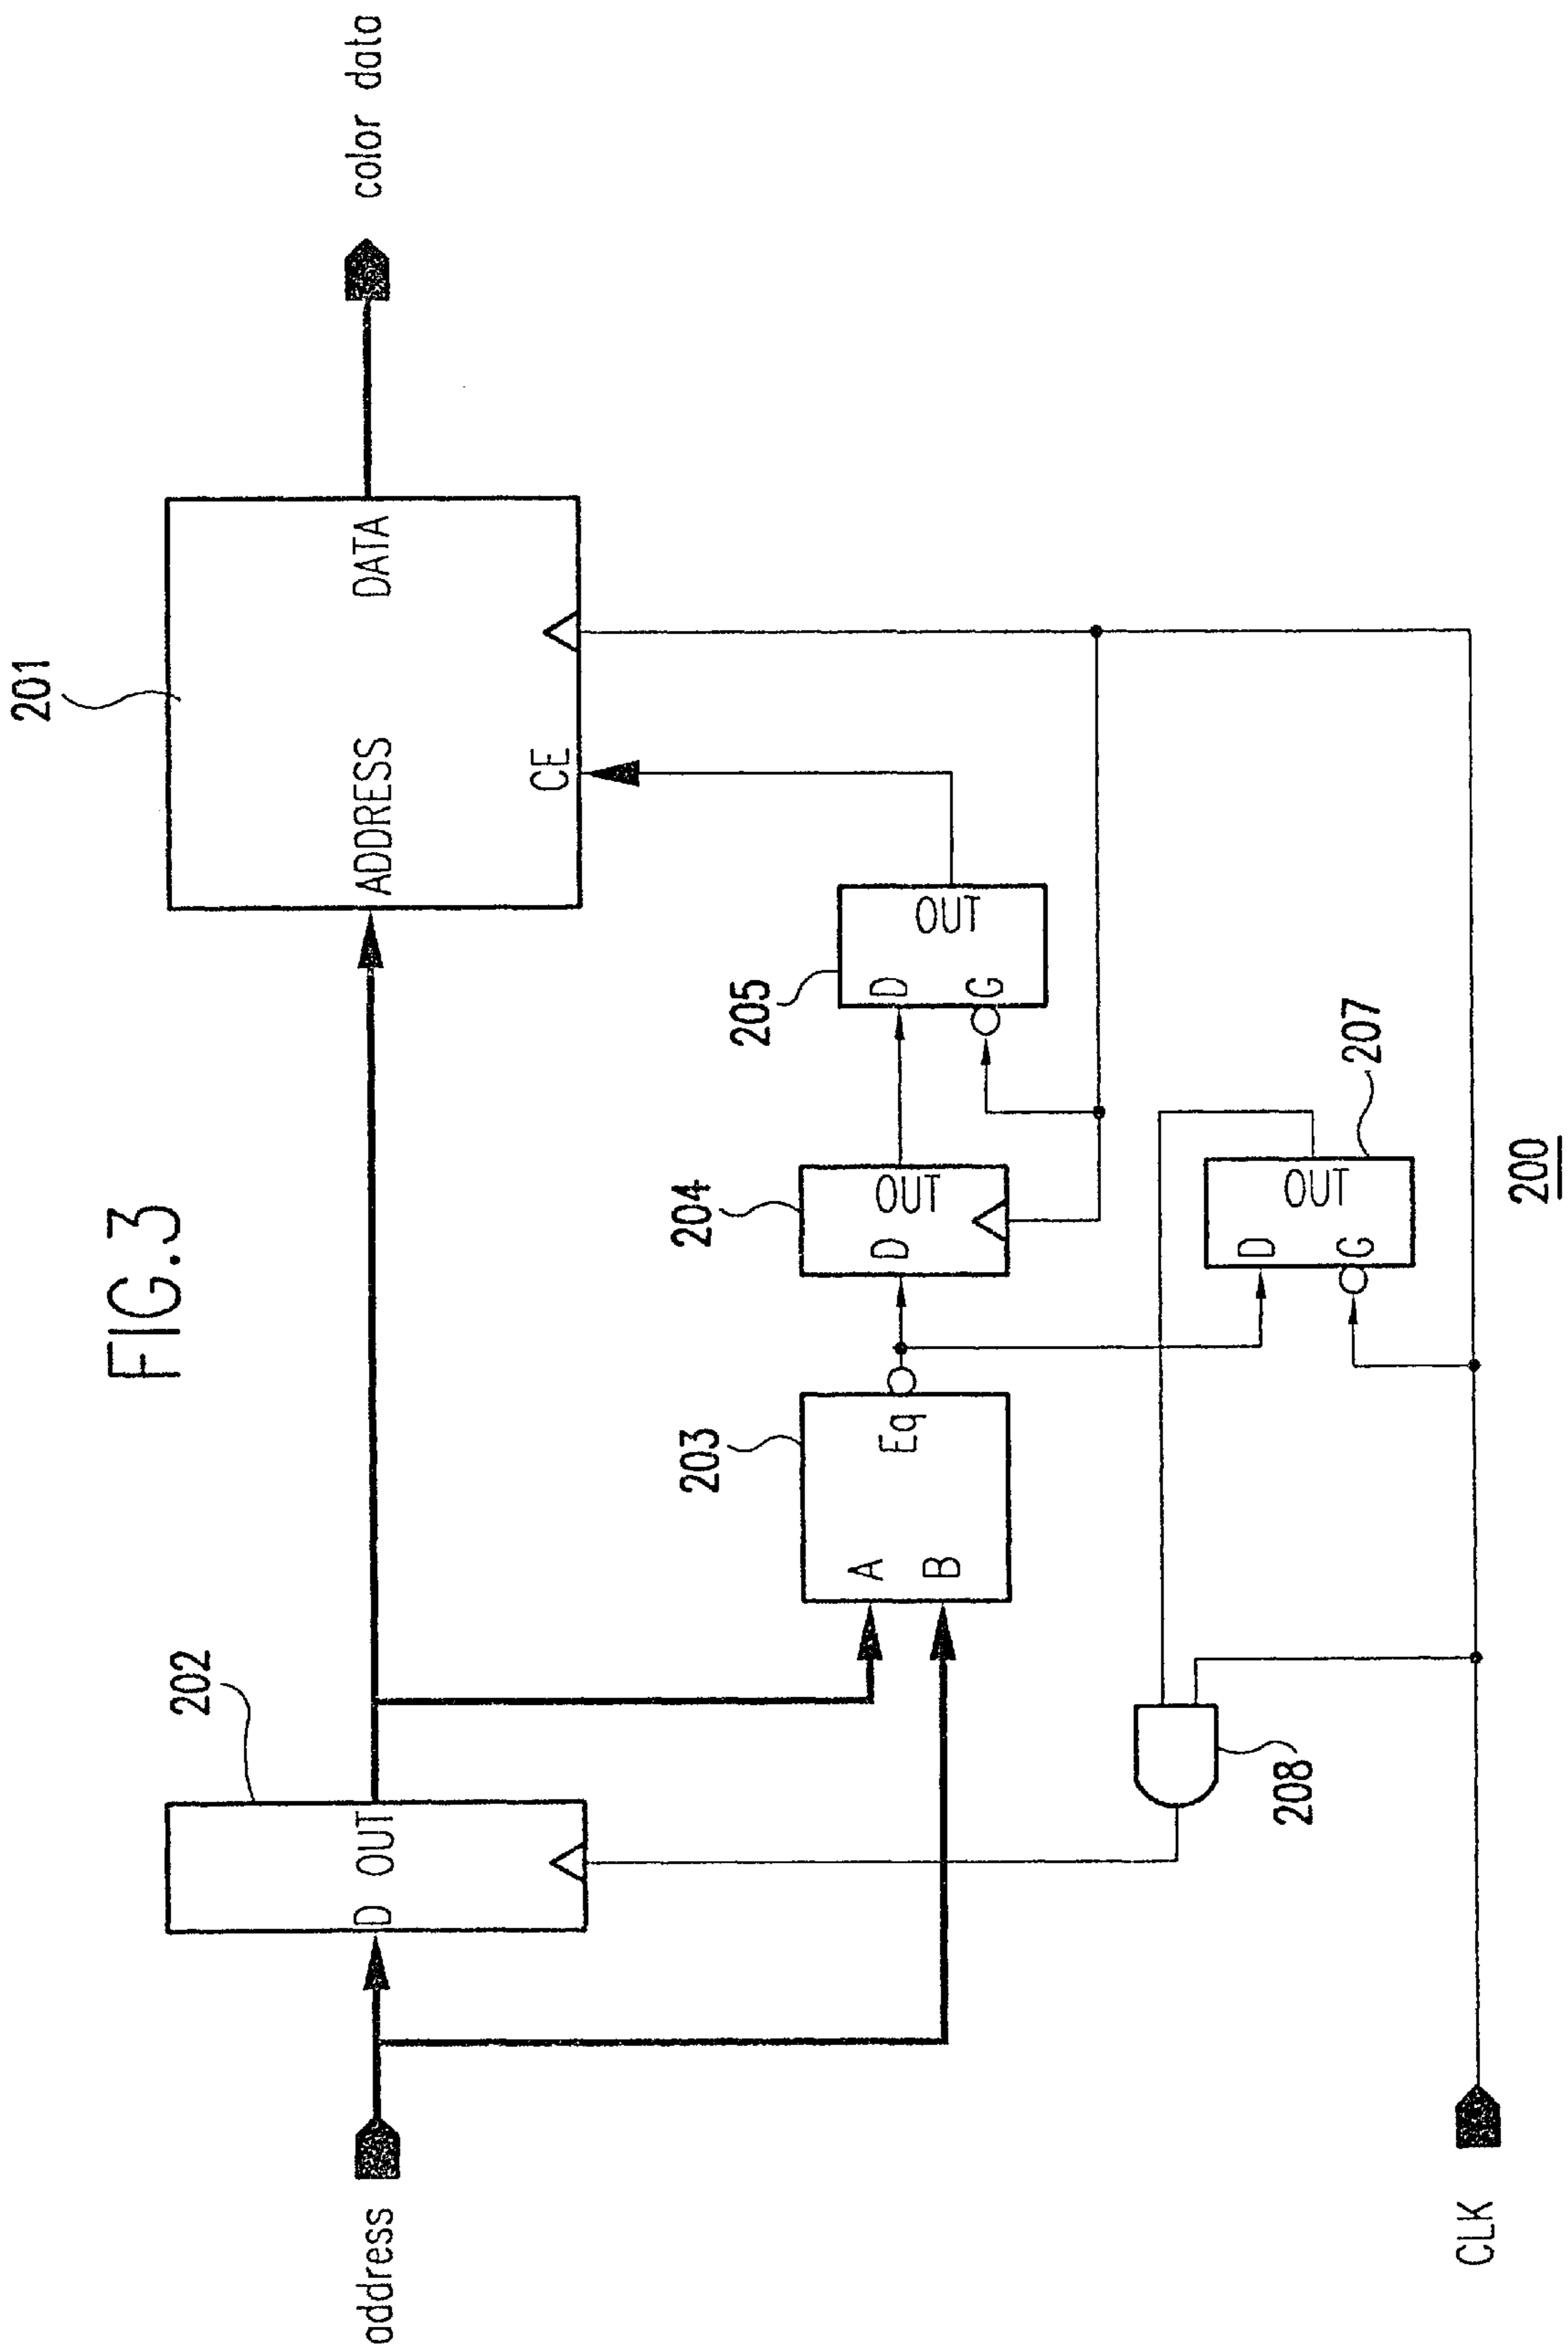 FIG.3
address
202
D OUT
201
ADDRESS
DATA
CE
color data
203
A
B
Eq
204
D
OUT
205
D
G
OUT
207
D
G
OUT
208
CLK
200